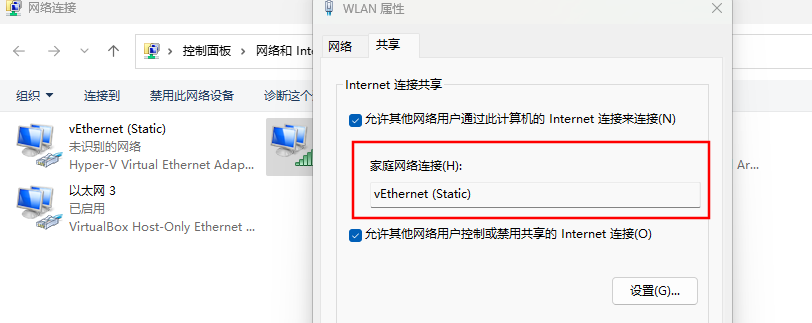 网络连接
WLAN 属性
控制面板
网络和 Int
网络
共享
组织
连接到
禁用此网络设备
诊断这个
Internet 连接共享
允许其他网络用户通过此计算机的 Internet 连接来连接(N)
vEthernet (Static)
未识别的网络
Hyper-V Virtual Ethernet Adap...
家庭网络连接(H):
Ar...
vEthernet (Static)
以太网 3
已启用
VirtualBox Host-Only Ethernet ...
允许其他网络用户控制或禁用共享的 Internet 连接(O)
设置(G)...